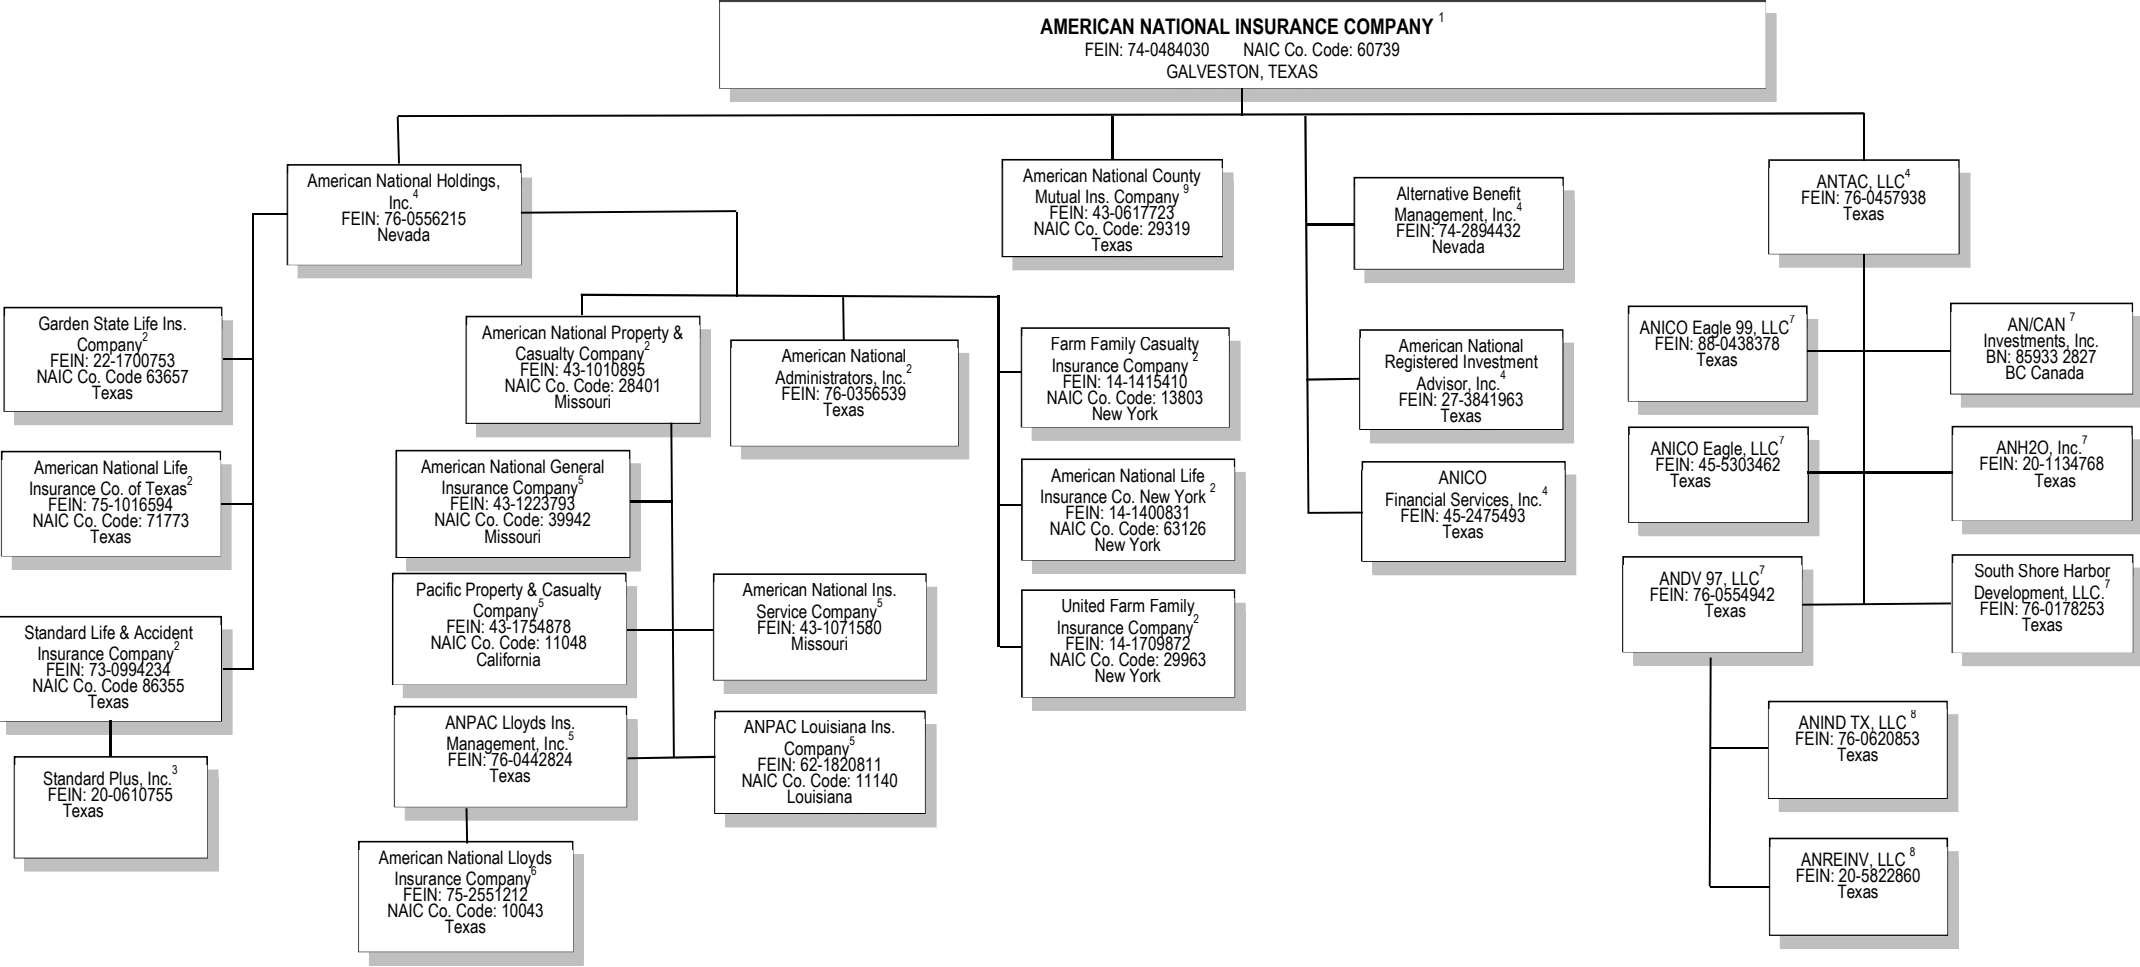 AMERICAN NATIONAL INSURANCE COMPANY 1
FEIN: 74-0484030 NAIC Co. Code: 60739
GALVESTON, TEXAS
American National Holdings,
Inc.4
FEIN: 76-0556215
Nevada
American National County
Mutual Ins. Company 9
FEIN: 43-0617723
NAIC Co. Code: 29319
Texas
Alternative Benefit
Management, Inc.4
FEIN: 74-2894432
Nevada
ANTAC, LLC4
FEIN: 76-0457938
Texas
Garden State Life Ins.
Company2
FEIN: 22-1700753
NAIC Co. Code 63657
Texas
American National Property &
Casualty Company2
FEIN: 43-1010895
NAIC Co. Code: 28401
Missouri
American National
Administrators, Inc.2
FEIN: 76-0356539
Texas
Farm Family Casualty
Insurance Company 2
FEIN: 14-1415410
NAIC Co. Code: 13803
New York
American National
Registered Investment
Advisor, Inc.4
FEIN: 27-3841963
Texas
ANICO Eagle 99, LLC7
FEIN: 88-0438378
Texas
AN/CAN 7
Investments, Inc.
BN: 85933 2827
BC Canada
American National Life
Insurance Co. of Texas2
FEIN: 75-1016594
NAIC Co. Code: 71773
Texas
American National General
Insurance Company5
FEIN: 43-1223793
NAIC Co. Code: 39942
Missouri
American National Life
Insurance Co. New York 2
FEIN: 14-1400831
NAIC Co. Code: 63126
New York
ANICO
Financial Services, Inc.4
FEIN: 45-2475493
Texas
ANICO Eagle, LLC7
FEIN: 45-5303462
Texas
ANH2O, Inc.7
FEIN: 20-1134768
Texas
Standard Life & Accident
Insurance Company2
FEIN: 73-0994234
NAIC Co. Code 86355
Texas
Pacific Property & Casualty
Company5
FEIN: 43-1754878
NAIC Co. Code: 11048
California
American National Ins.
Service Company5
FEIN: 43-1071580
Missouri
United Farm Family
Insurance Company2
FEIN: 14-1709872
NAIC Co. Code: 29963
New York
ANDV 97, LLC7
FEIN: 76-0554942
Texas
South Shore Harbor
Development, LLC.7
FEIN: 76-0178253
Texas
Standard Plus, Inc.3
FEIN: 20-0610755
Texas
ANPAC Lloyds Ins.
Management, Inc.5
FEIN: 76-0442824
Texas
ANPAC Louisiana Ins.
Company5
FEIN: 62-1820811
NAIC Co. Code: 11140
Louisiana
ANIND TX, LLC 8
FEIN: 76-0620853
Texas
American National Lloyds
Insurance Company6
FEIN: 75-2551212
NAIC Co. Code: 10043
Texas
ANREINV, LLC 8
FEIN: 20-5822860
Texas